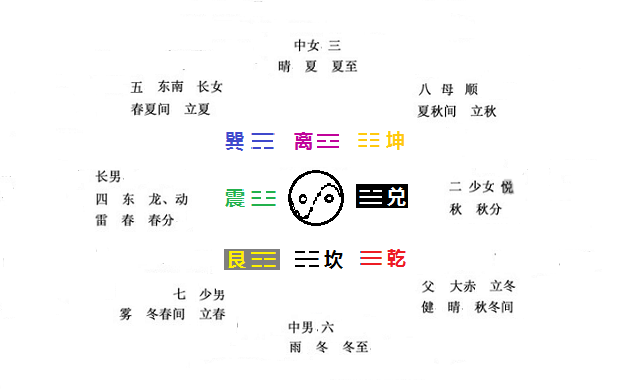 中女 三
晴 夏 夏至
五 东南 长女
春夏间 立夏
八 母 顺
夏秋间 立秋
巽 ☴ 离 ☲ ☷ 坤
长男
四 东 龙、动
雷 春 春分
震 ☳ ☱ 兑
二 少女 悦
秋 秋分
艮 ☶ ☵ 坎 ☰ 乾
七 少男
雾 冬春间 立春
中男 六
雨 冬 冬至
父 大赤 立冬
健 晴 秋冬间